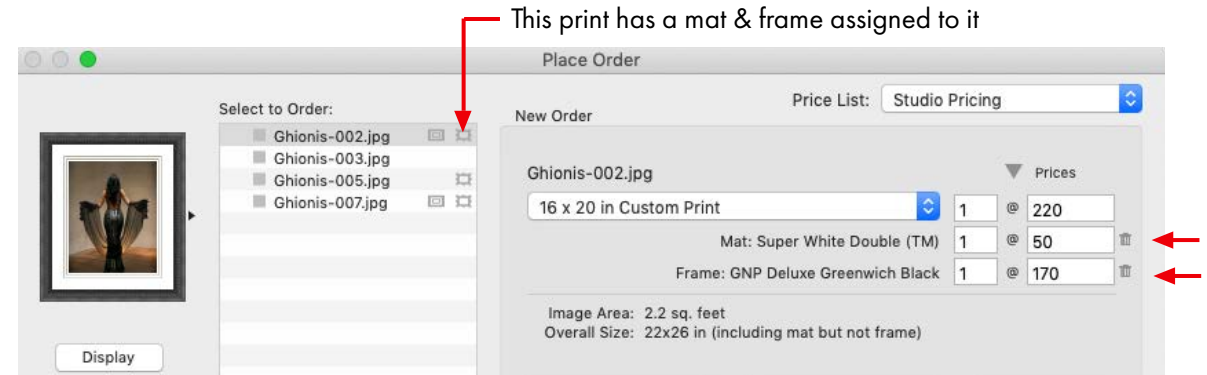 This print has a mat & frame assigned to it
Place Order
Select to Order:
Ghionis-002.jpg
Ghionis-003.jpg
Ghionis-005.jpg
Ghionis-007.jpg
Display
Price List: Studio Pricing
New Order
Ghionis-002.jpg Prices
16 x 20 in Custom Print 1 @ 220
Mat: Super White Double (TM) 1 @ 50
Frame: GNP Deluxe Greenwich Black 1 @ 170
Image Area: 2.2 sq. feet
Overall Size: 22x26 in (including mat but not frame)